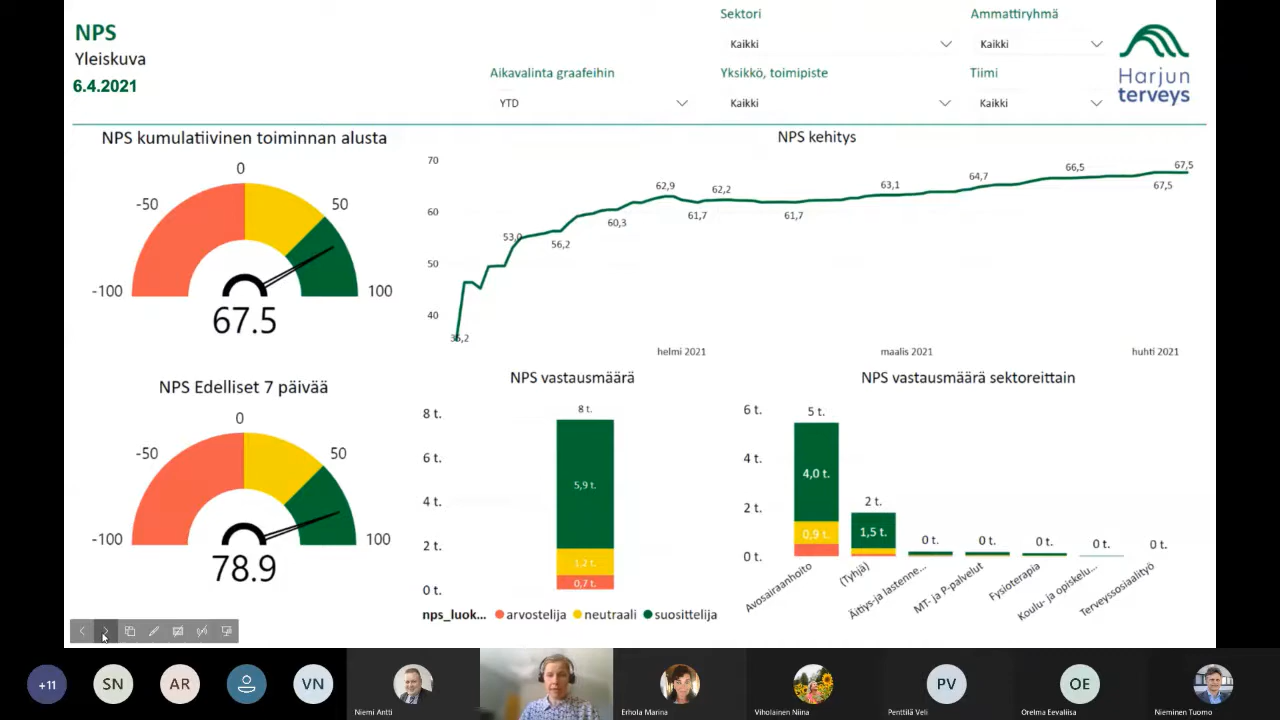 NPS
Yleiskuva
6.4.2021
Sektori
Kaikki
Ammattiryhmä
Kaikki
Aikavalinta graafeihin
YTD
Yksikkö, toimipiste
Kaikki
Tiimi
Kaikki
Harjun
terveys
NPS kumulatiivinen toiminnan alusta
0
-50
50
-100
100
67.5
NPS kehitys
70
60
50
40
53,0
56,2
60,3
62,9
61,7
62,2
61,7
63,1
64,7
66,5
67,5
67,5
helmi 2021
maalis 2021
huhti 2021
NPS Edelliset 7 päivää
0
-50
50
-100
100
78.9
NPS vastausmäärä
8 t.
6 t.
4 t.
2 t.
0 t.
8 t.
5,9 t.
1,2 t.
0,7 t.
nps_luok...
arvostelija
neutraali
suosittelija
NPS vastausmäärä sektoreittain
6 t.
4 t.
2 t.
0 t.
5 t.
4,0 t.
0,9 t.
2 t.
1,5 t.
0 t.
0 t.
0 t.
0 t.
0 t.
Avosairaanhoito
(Tyhjä)
Äitiys-ja lastenne...
MT- ja P-palvelut
Fysioterapia
Koulu- ja opiskelu...
Terveyssosiaalityö
+11
SN
AR
VN
Niemi Antti
Erhola Marina
Viholainen Niina
PV
Penttilä Veli
OE
Orelma Eevaliisa
Nieminen Tuomo